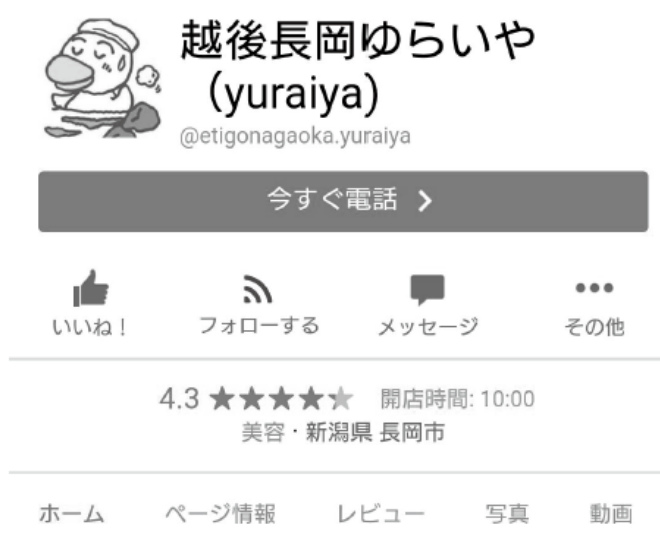 越後長岡ゆらいや
（yuraiya)
@etigonagaoka.yuraiya
今すぐ電話
いいね！ フォローする メッセージ その他
4.3 ★★★★★ 開店時間: 10:00
美容・新潟県 長岡市
ホーム ページ情報 レビュー 写真 動画